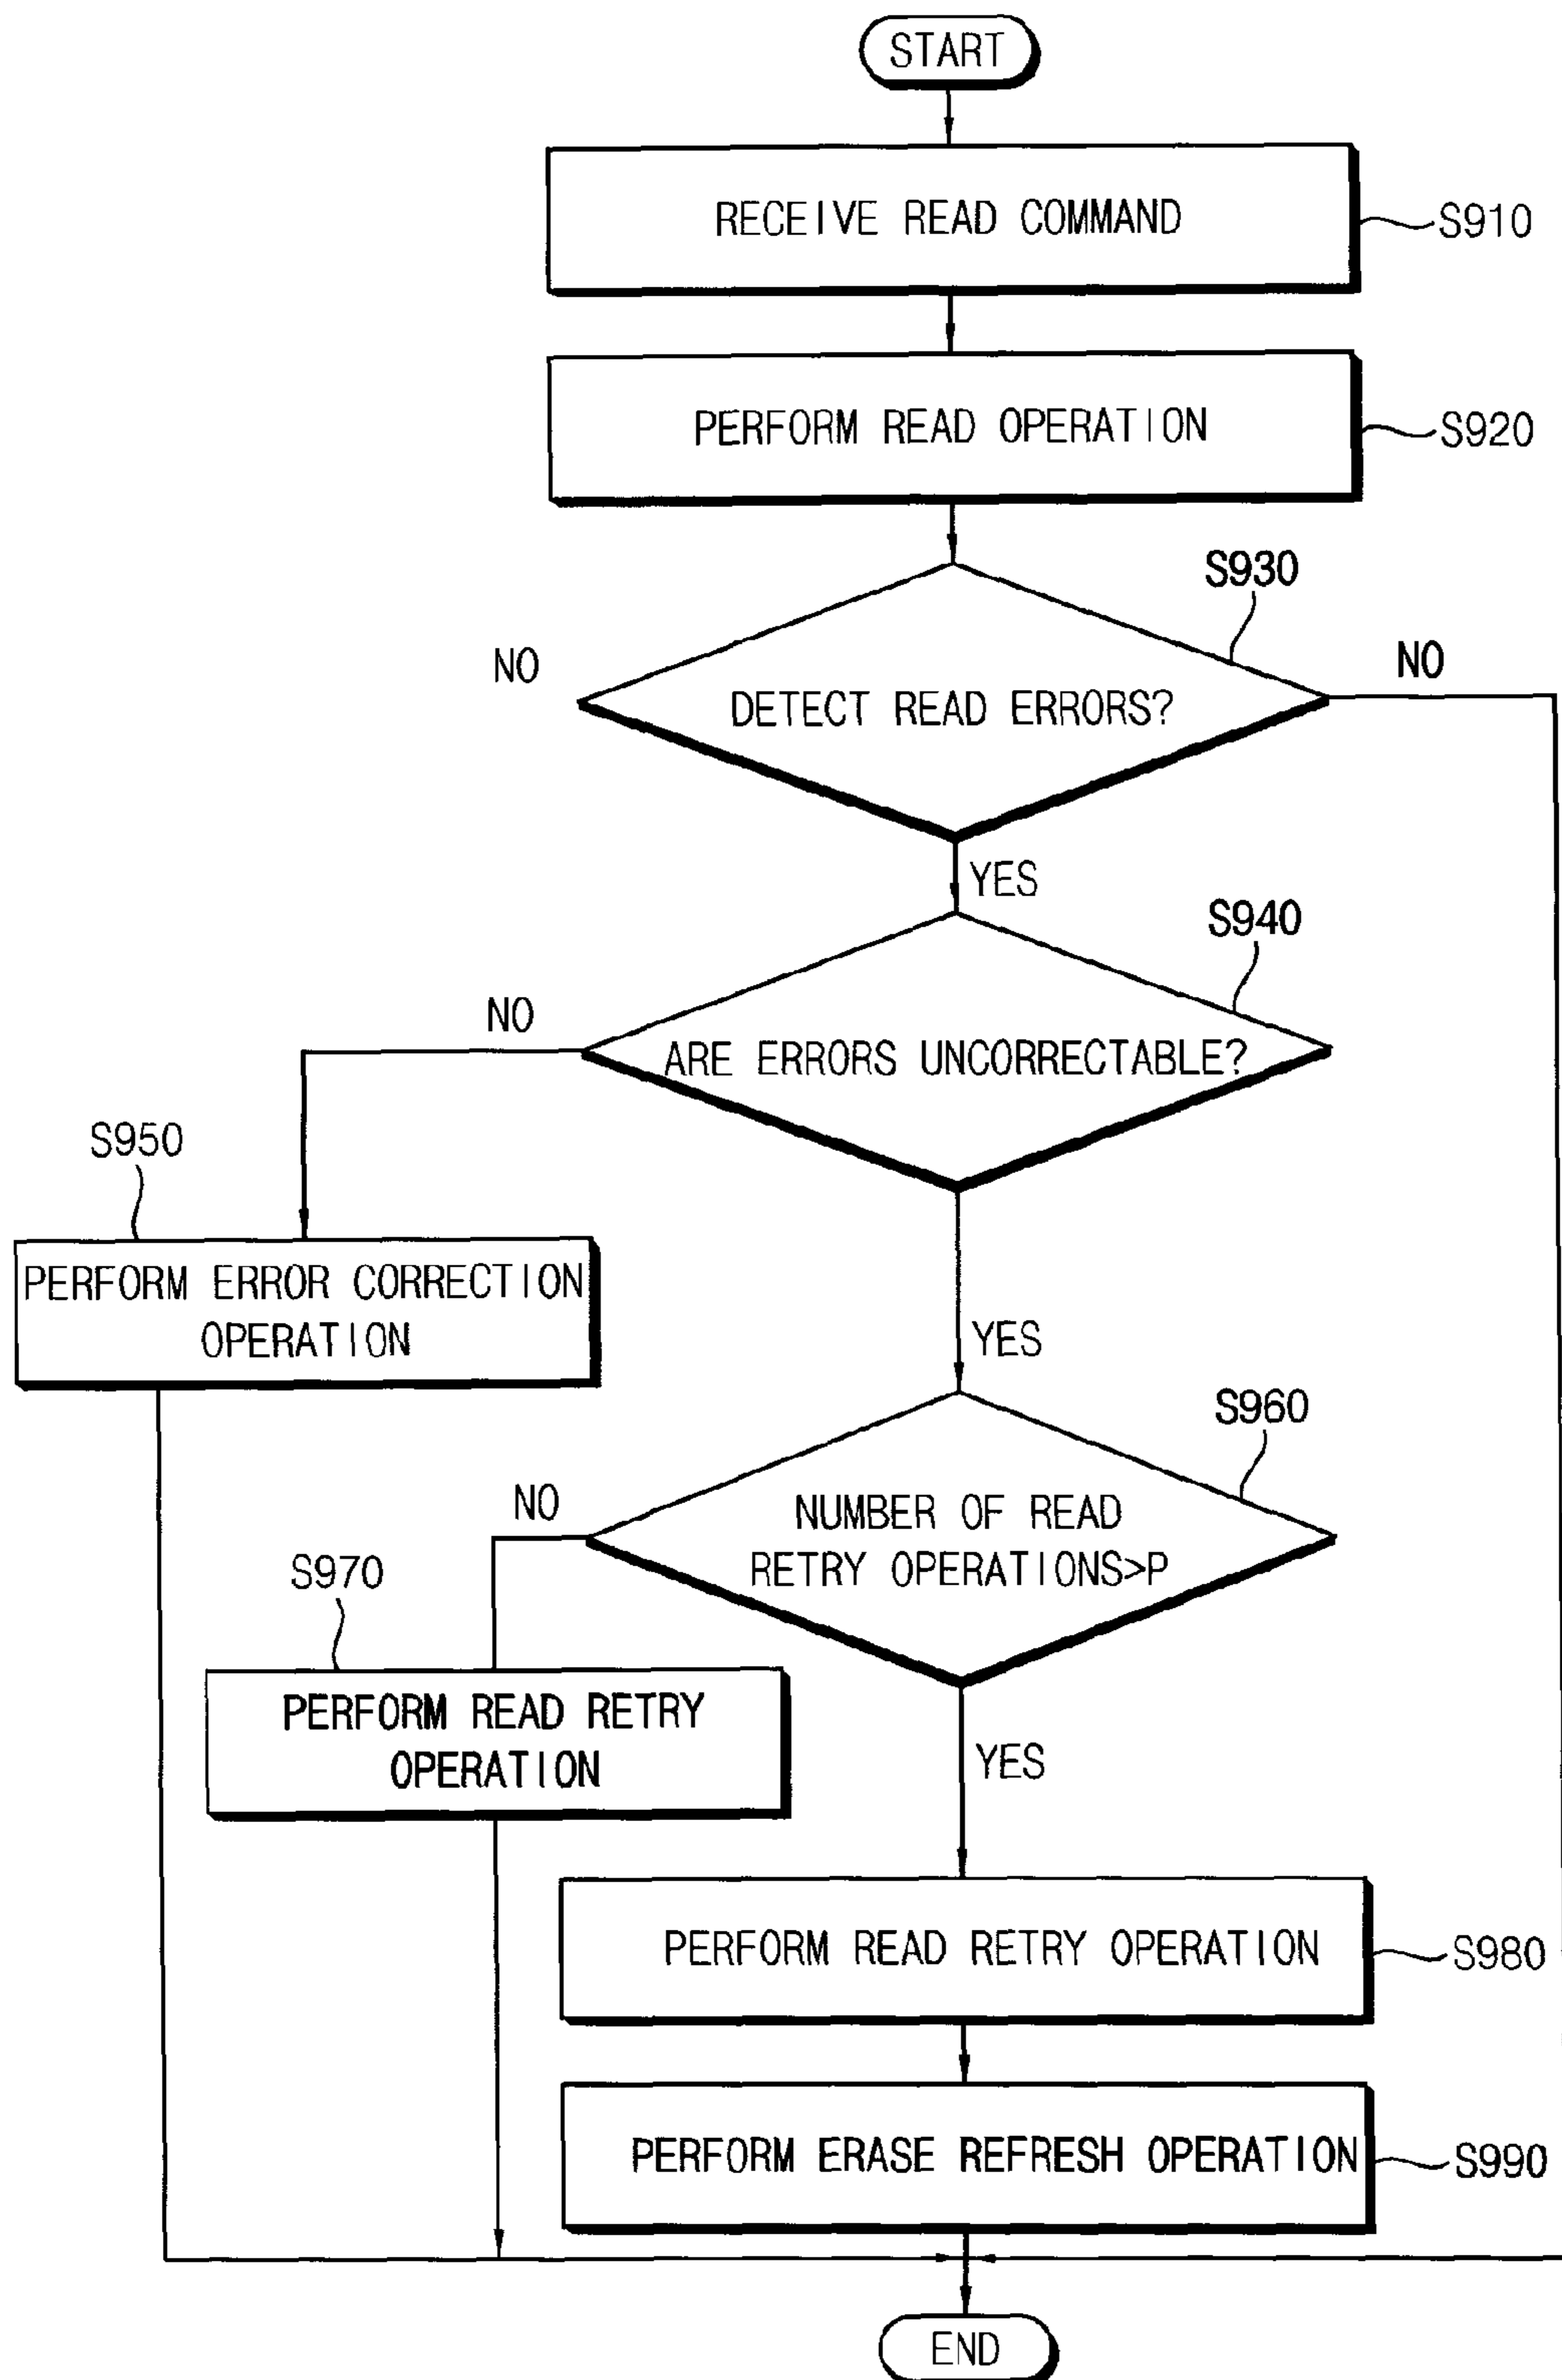 START
RECEIVE READ COMMAND
S910
PERFORM READ OPERATION
S920
S930
NO
NO
DETECT READ ERRORS?
YES
S940
NO
ARE ERRORS UNCORRECTABLE?
S950
PERFORM ERROR CORRECTION
OPERATION
YES
S960
NO
NUMBER OF READ
RETRY OPERATIONS>P
S970
PERFORM READ RETRY
OPERATION
YES
PERFORM READ RETRY OPERATION
S980
PERFORM ERASE REFRESH OPERATION
S990
END